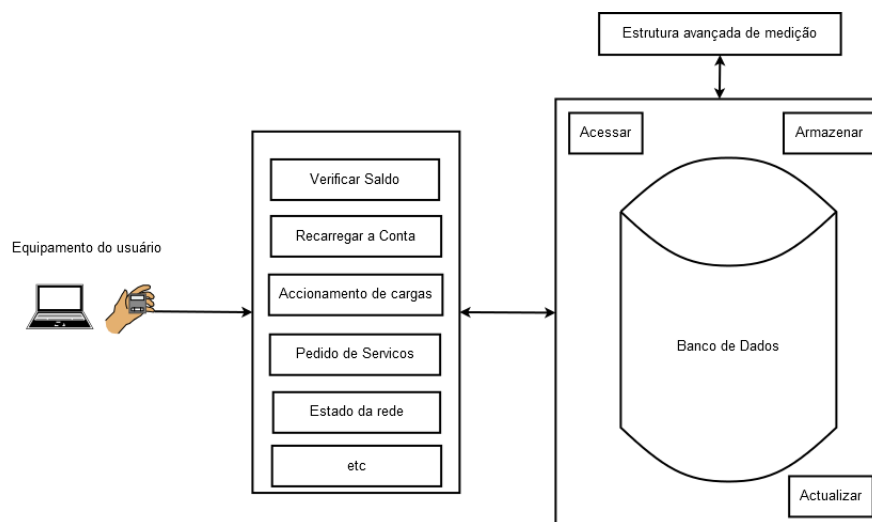 Estrutura avançada de medição
Acessar
Armazenar
Verificar Saldo
Recarregar a Conta
Equipamento do usuário
Accionamento de cargas
Pedido de Servicos
Banco de Dados
Estado da rede
etc
Actualizar